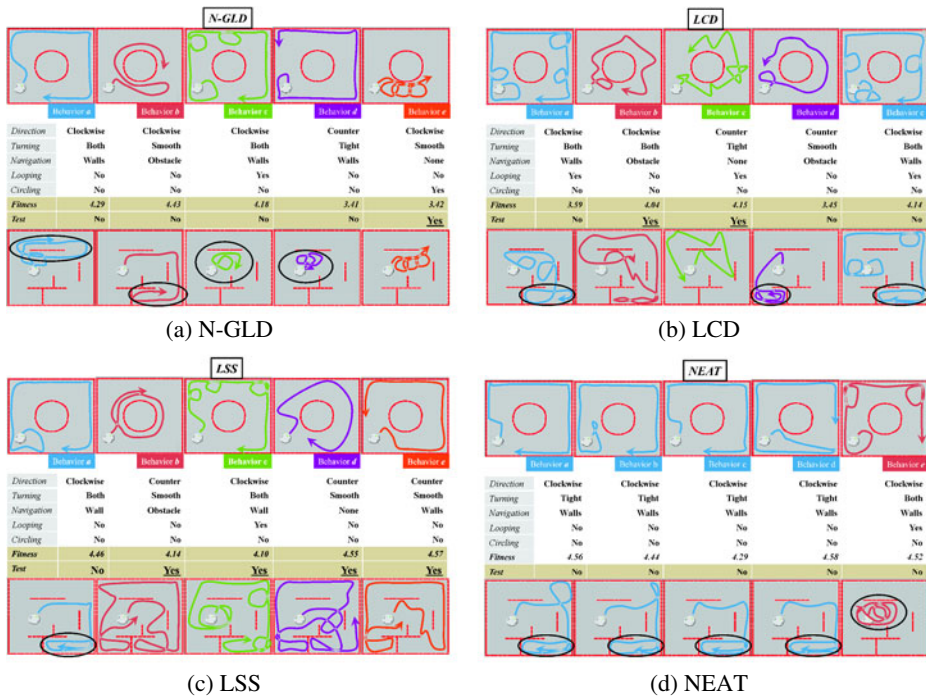 N-GLD
Behavior a Behavior b Behavior c Behavior d Behavior e
Direction Clockwise Clockwise Clockwise Counter Clockwise
Turning Both Smooth Both Tight Smooth
Navigation Walls Obstacle Walls Walls None
Looping No No Yes No No
Circling No No No No Yes
Fitness 4.29 4.43 4.18 3.41 3.42
Test No No No No Yes
(a) N-GLD
LCD
Behavior a Behavior b Behavior c Behavior d Behavior e
Direction Clockwise Clockwise Counter Counter Clockwise
Turning Both Both Tight Smooth Both
Navigation Walls Obstacle None Obstacle Walls
Looping Yes No Yes No Yes
Circling No No No No No
Fitness 3.59 4.04 4.15 3.45 4.14
Test No Yes Yes No No
(b) LCD
LSS
Behavior a Behavior b Behavior c Behavior d Behavior e
Direction Clockwise Counter Clockwise Counter Counter
Turning Both Smooth Both Smooth Smooth
Navigation Wall Obstacle Wall None Walls
Looping No No Yes No No
Circling No No No No No
Fitness 4.46 4.14 4.10 4.55 4.57
Test No Yes Yes Yes Yes
(c) LSS
NEAT
Behavior a Behavior b Behavior c Behavior d Behavior e
Direction Clockwise Clockwise Clockwise Clockwise Clockwise
Turning Tight Tight Tight Tight Both
Navigation Walls Walls Walls Walls Walls
Looping No No No No Yes
Circling No No No No No
Fitness 4.56 4.44 4.29 4.58 4.52
Test No No No No No
(d) NEAT